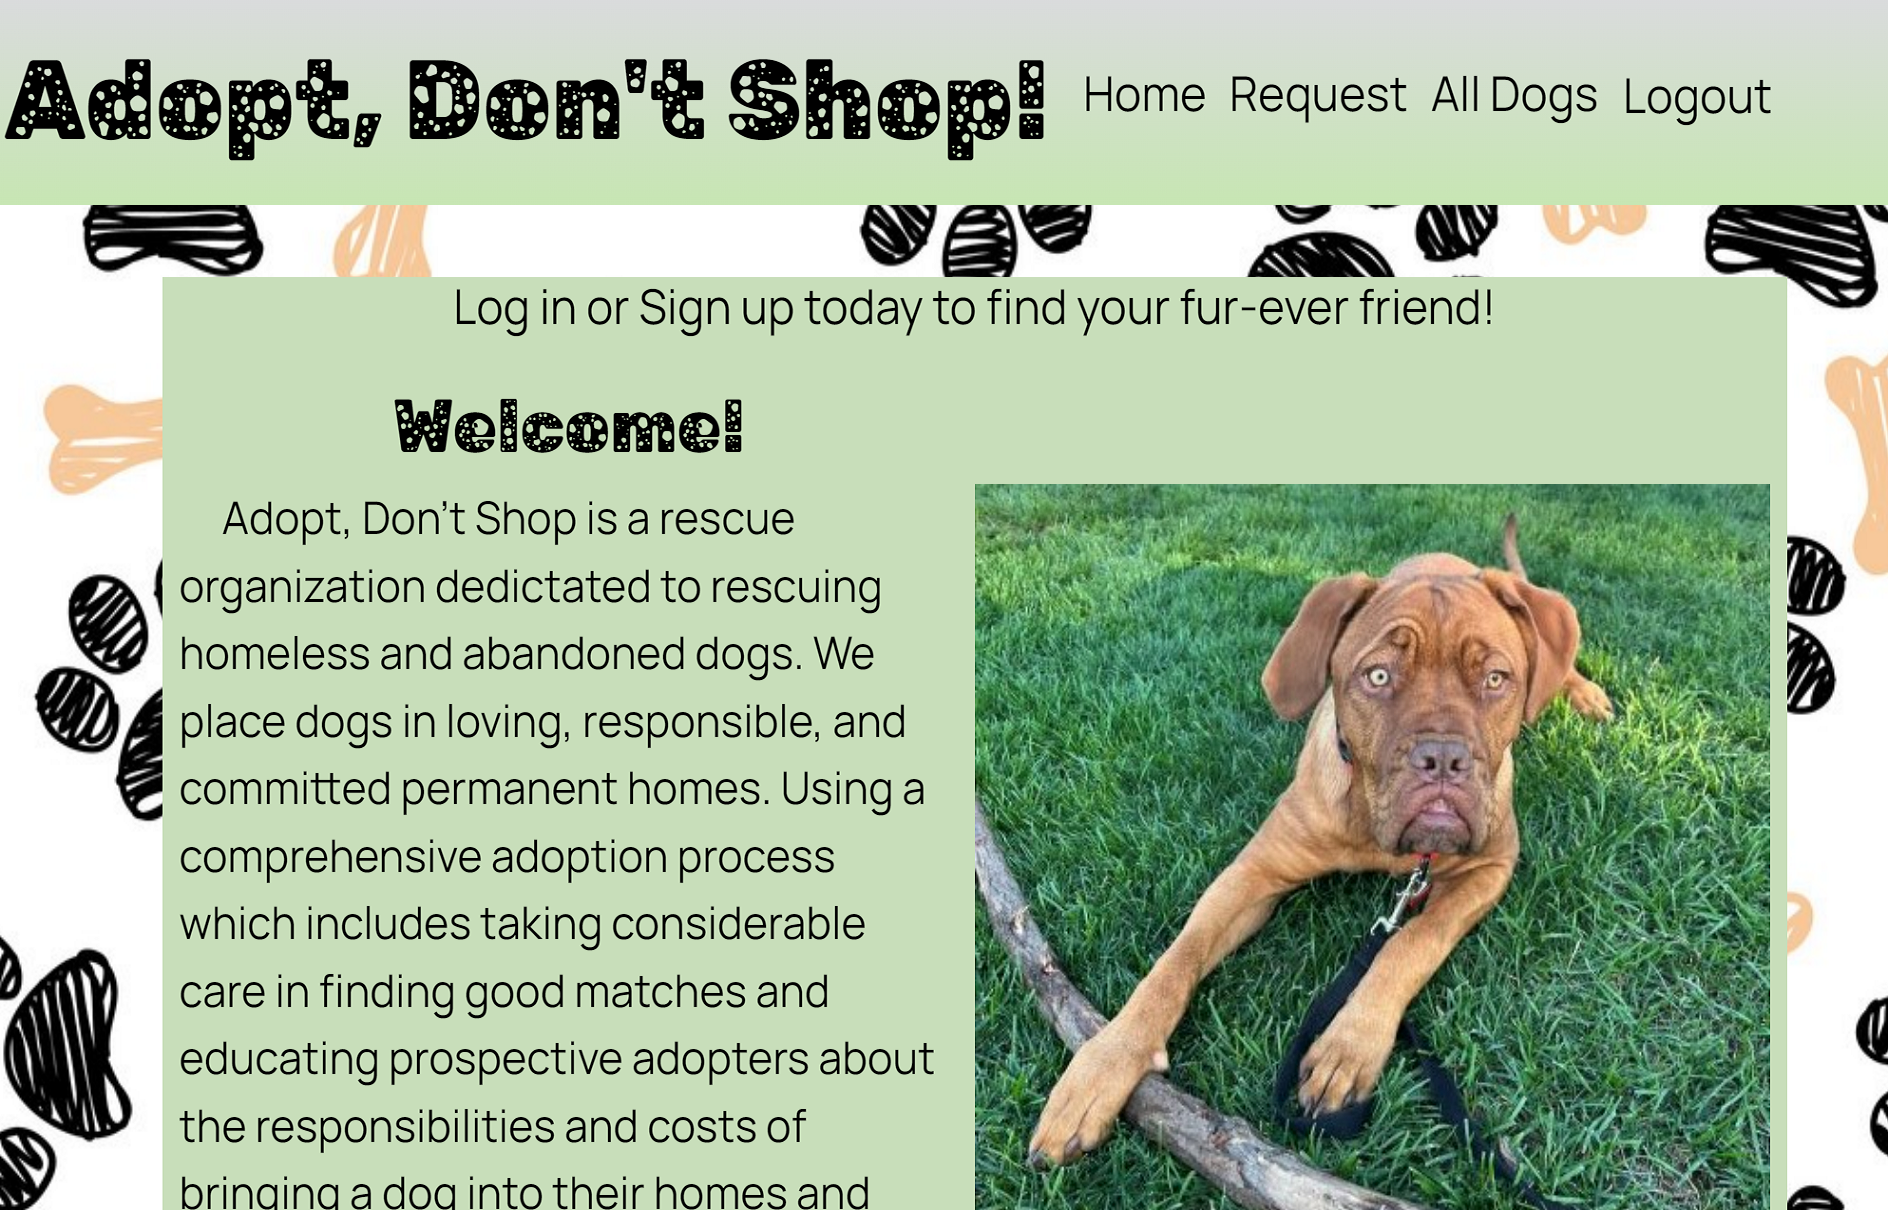 Adopt, Don't Shop!
Home Request All Dogs Logout
Log in or Sign up today to find your fur-ever friend!
Welcome!
Adopt, Don't Shop is a rescue
organization dedictated to rescuing
homeless and abandoned dogs. We
place dogs in loving, responsible, and
committed permanent homes. Using a
comprehensive adoption process
which includes taking considerable
care in finding good matches and
educating prospective adopters about
the responsibilities and costs of
bringing a dog into their homes and